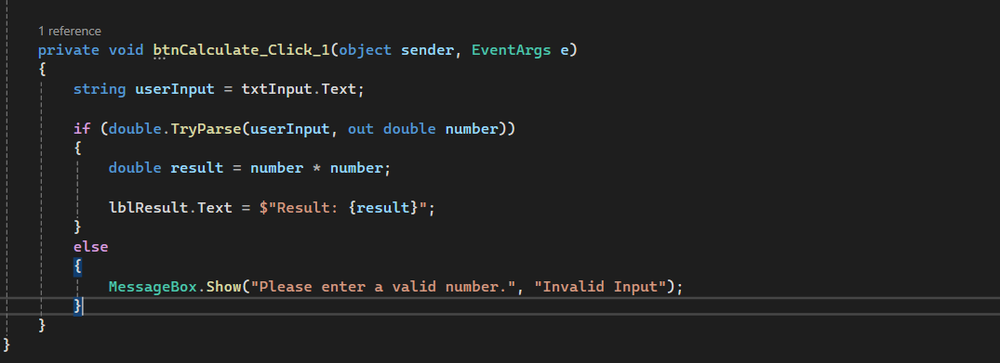 1 reference
private void btnCalculate_Click_1(object sender, EventArgs e)
{
string userInput = txtInput.Text;
if (double.TryParse(userInput, out double number))
{
double result = number * number;
lblResult.Text = $"Result: {result}";
}
else
{
MessageBox.Show("Please enter a valid number.", "Invalid Input");
}
}
}